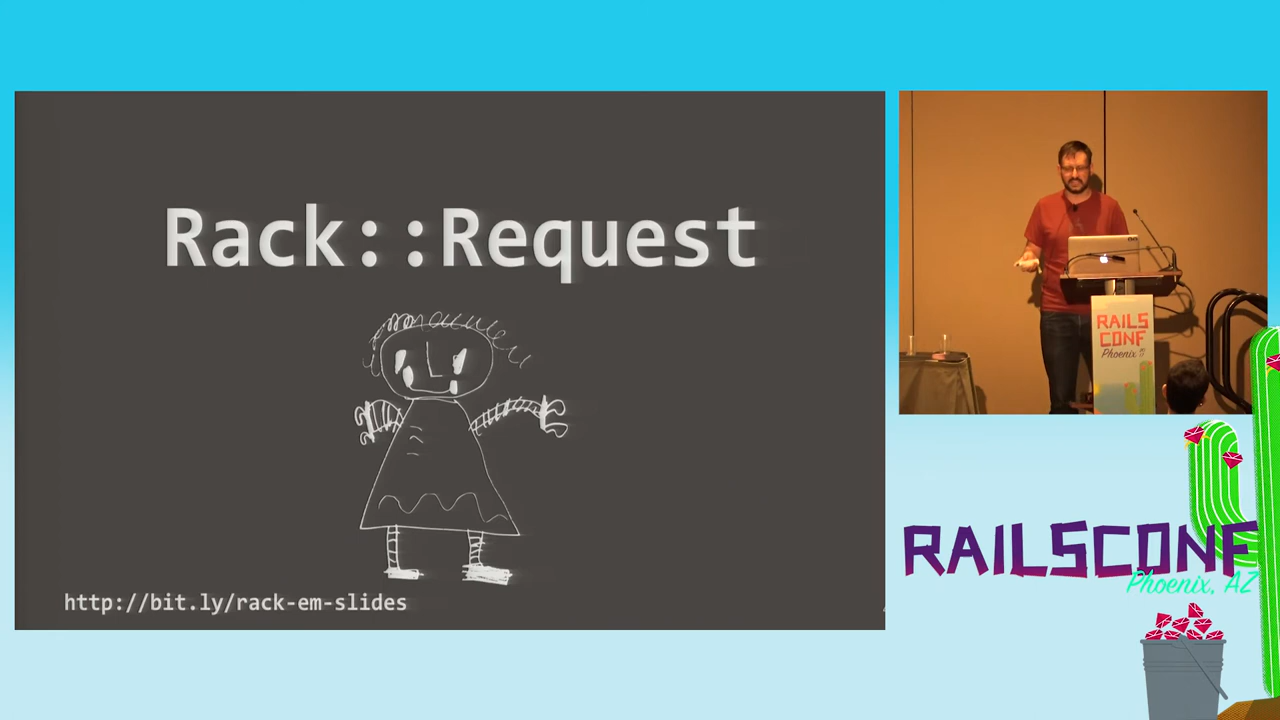 Rack::Request
http://bit.ly/rack-em-slides
RAILS
CONF
Phoenix
RAILSCONF
Phoenix, AZ